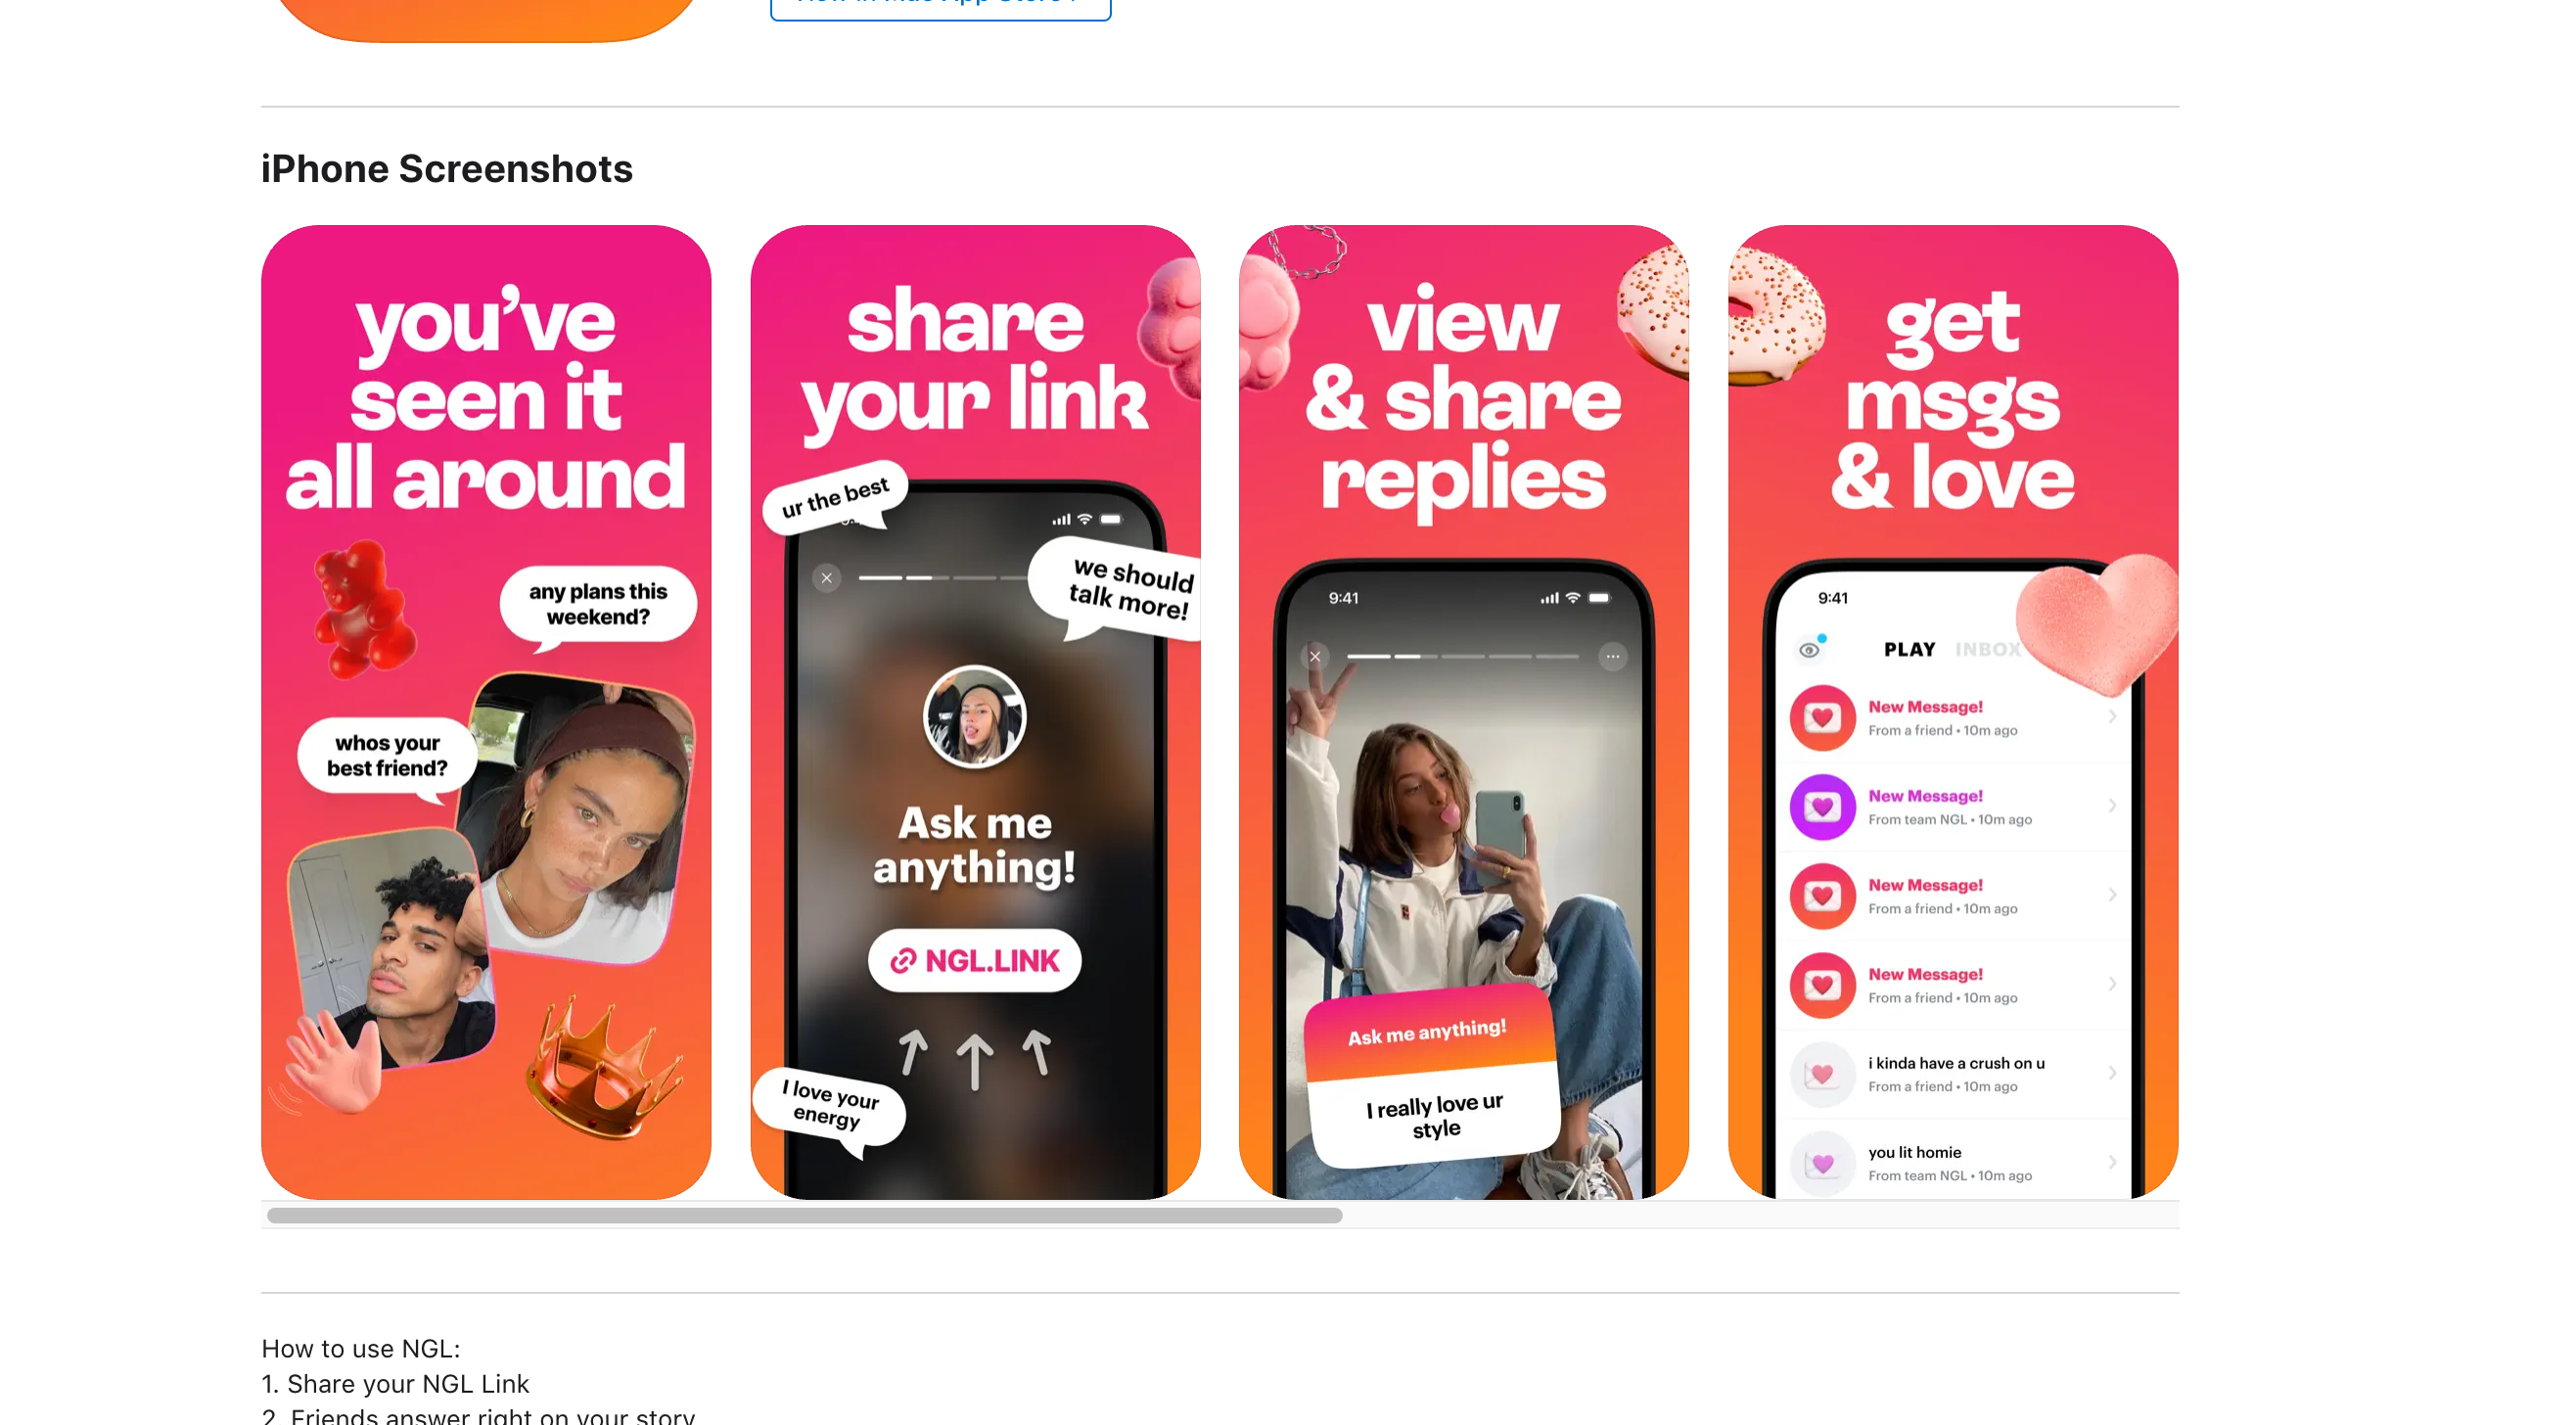 View in Mac App Store
iPhone Screenshots
you've
seen it
all around
any plans this
weekend?
whos your
best friend?
share
your link
ur the best
we should
talk more!
Ask me
anything!
NGL.LINK
I love your
energy
view
& share
replies
9:41
Ask me anything!
I really love ur
style
get
msgs
& love
9:41
PLAY INBOX
New Message!
From a friend • 10m ago
New Message!
From team NGL • 10m ago
New Message!
From a friend • 10m ago
New Message!
From a friend • 10m ago
i kinda have a crush on u
From a friend • 10m ago
you lit homie
From team NGL • 10m ago
How to use NGL:
1. Share your NGL Link
2. Friends answer right on your story